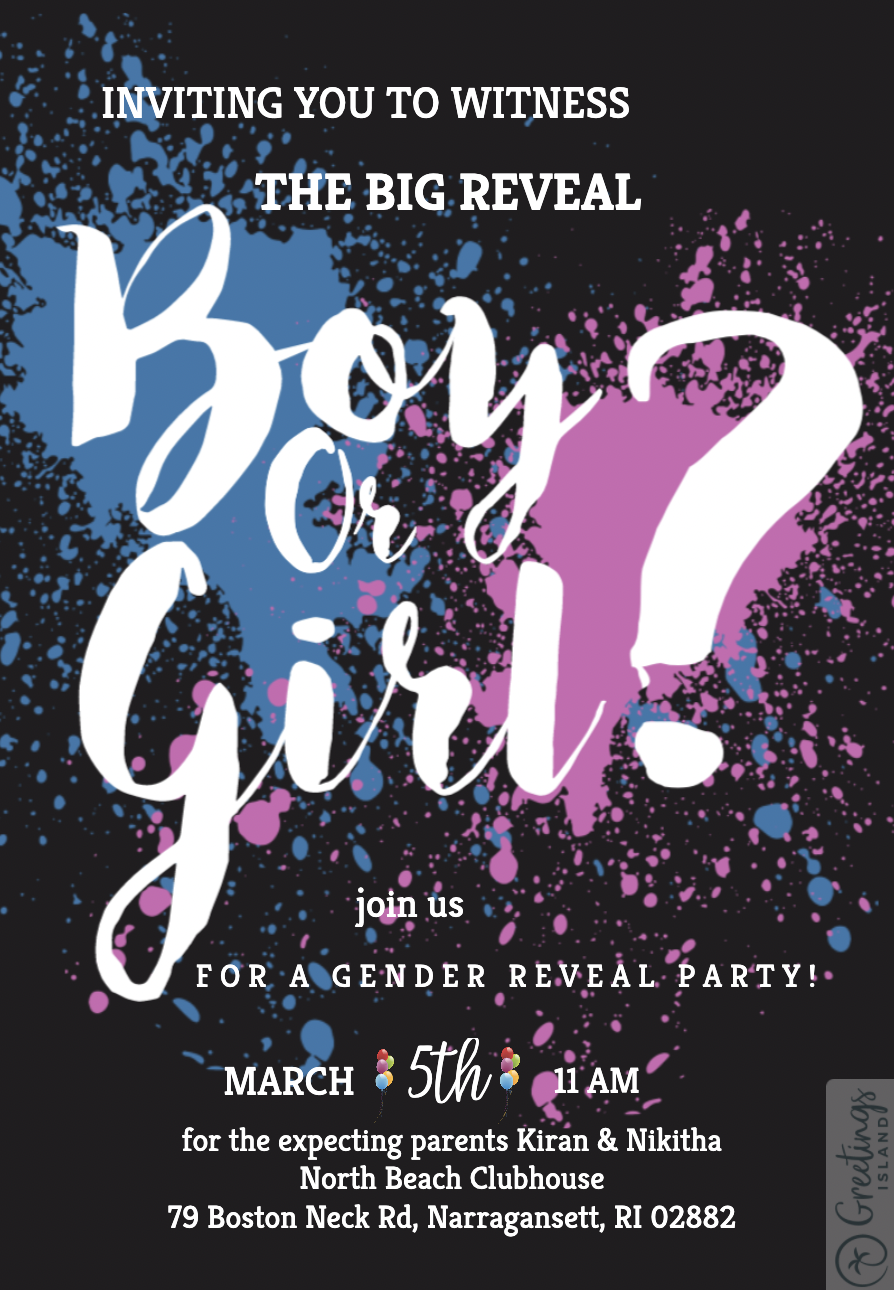 INVITING YOU TO WITNESS
THE BIG REVEAL
Boy
Or
Girl?
join us
FOR A GENDER REVEAL PARTY!
MARCH 5th 11 AM
for the expecting parents Kiran & Nikitha
North Beach Clubhouse
79 Boston Neck Rd, Narragansett, RI 02882
Greetings
ISLAND